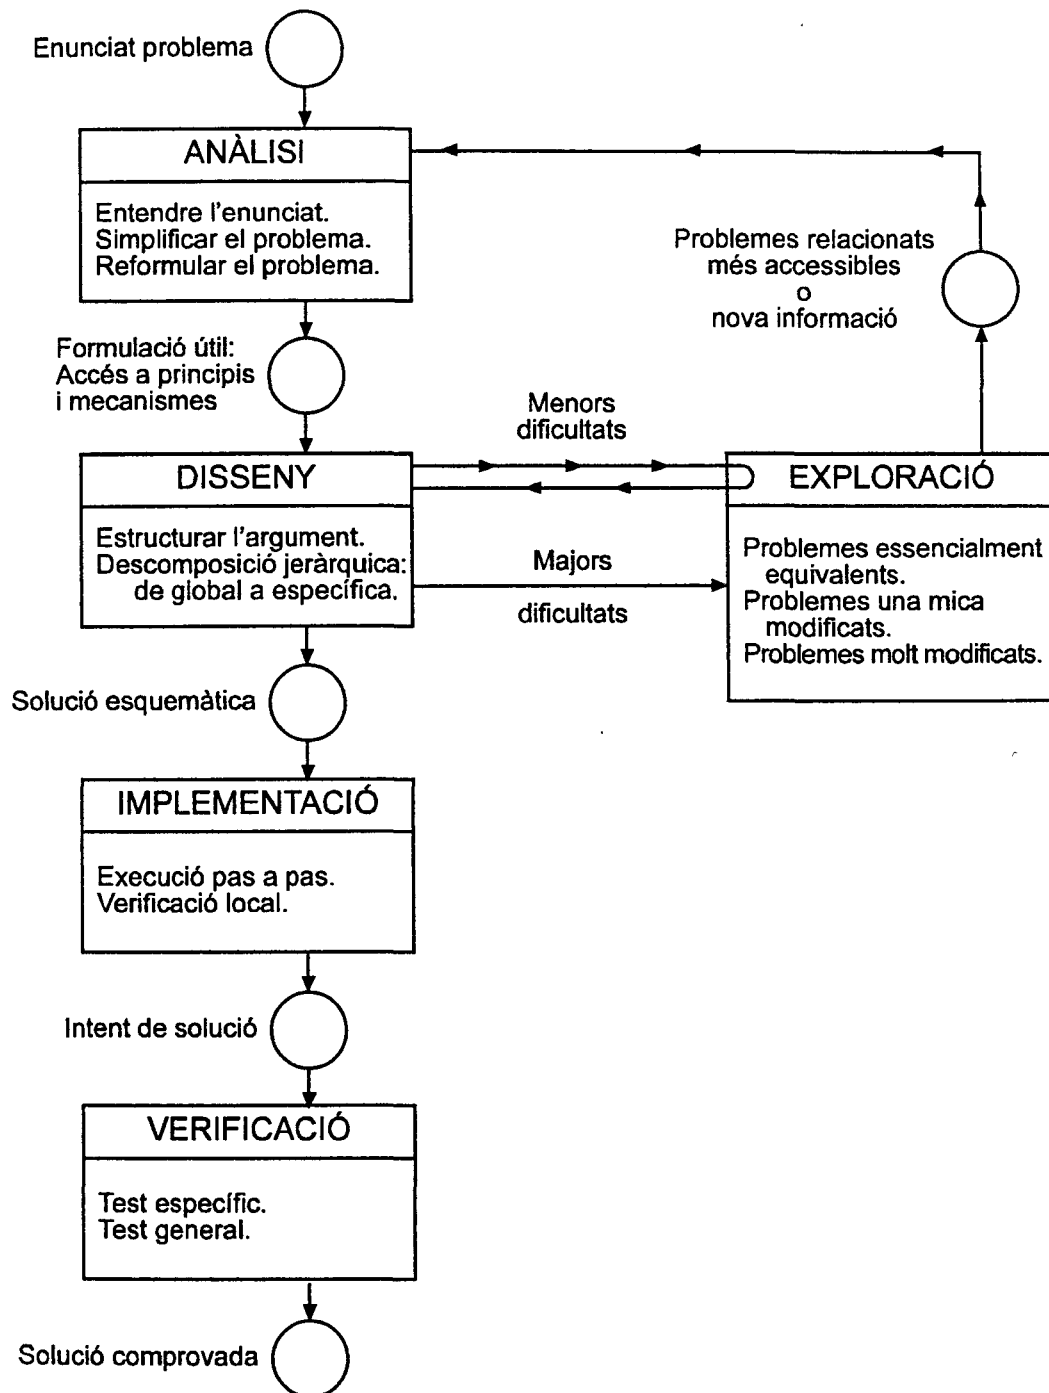 Enunciat problema
ANÀLISI
Entendre l'enunciat.
Simplificar el problema.
Reformular el problema.
Problemes relacionats
més accessibles
o
nova informació
Formulació útil:
Accés a principis
i mecanismes
Menors
dificultats
DISSENY
Estructurar l'argument.
Descomposició jeràrquica:
de global a específica.
Majors
dificultats
EXPLORACIÓ
Problemes essencialment
equivalents.
Problemes una mica
modificats.
Problemes molt modificats.
Solució esquemàtica
IMPLEMENTACIÓ
Execució pas a pas.
Verificació local.
Intent de solució
VERIFICACIÓ
Test específic.
Test general.
Solució comprovada